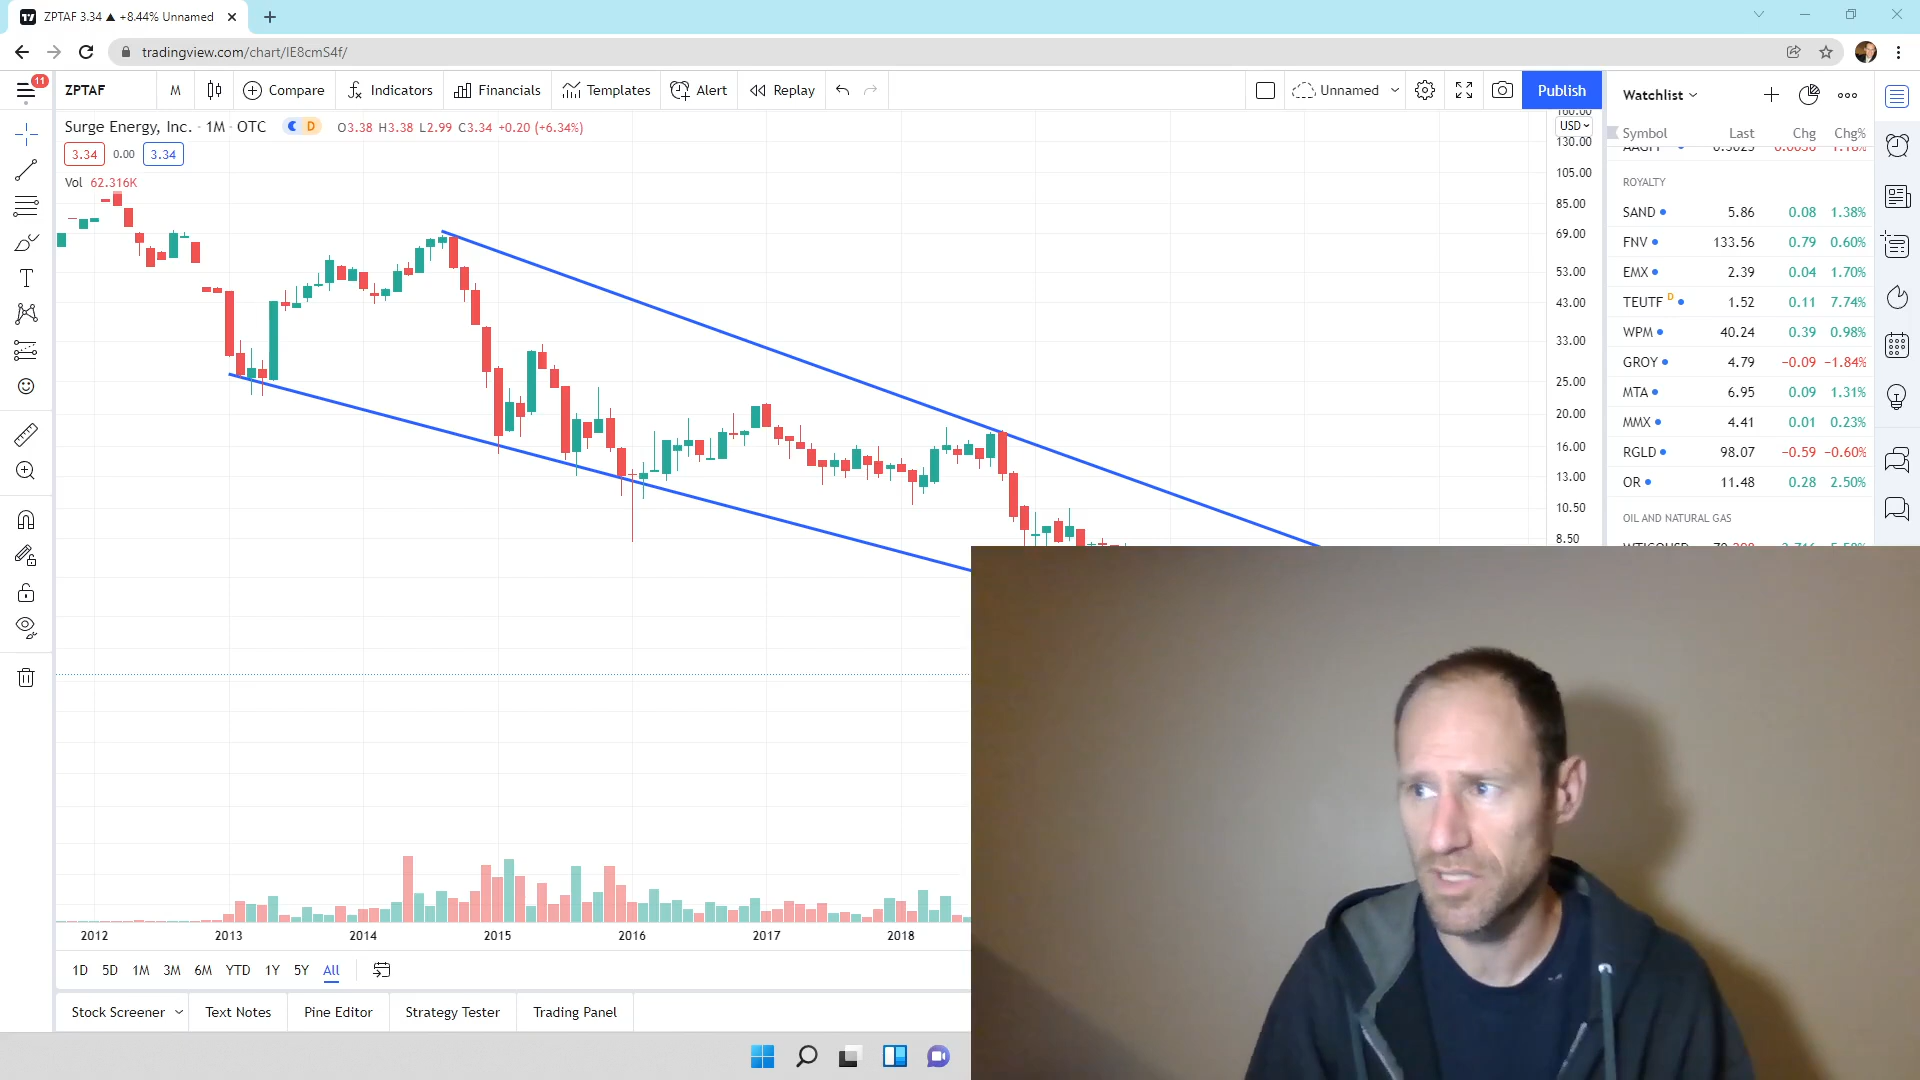 ZPTAF 3.34 ▲ +8.44% Unnamed
tradingview.com/chart/IE8cmS4f/
11
ZPTAF M Compare Indicators Financials Templates Alert Replay Unnamed Publish
Surge Energy, Inc. · 1M · OTC D O3.38 H3.38 L2.99 C3.34 +0.20 (+6.34%)
3.34 0.00 3.34
Vol 62.316K
USD
130.00
105.00
85.00
69.00
53.00
43.00
33.00
25.00
20.00
16.00
13.00
10.50
8.50
2012 2013 2014 2015 2016 2017 2018
1D 5D 1M 3M 6M YTD 1Y 5Y All
Stock Screener Text Notes Pine Editor Strategy Tester Trading Panel
Watchlist
Symbol Last Chg Chg%
ROYALTY
SAND 5.86 0.08 1.38%
FNV 133.56 0.79 0.60%
EMX 2.39 0.04 1.70%
TEUTF D 1.52 0.11 7.74%
WPM 40.24 0.39 0.98%
GROY 4.79 −0.09 −1.84%
MTA 6.95 0.09 1.31%
MMX 4.41 0.01 0.23%
RGLD 98.07 −0.59 −0.60%
OR 11.48 0.28 2.50%
OIL AND NATURAL GAS